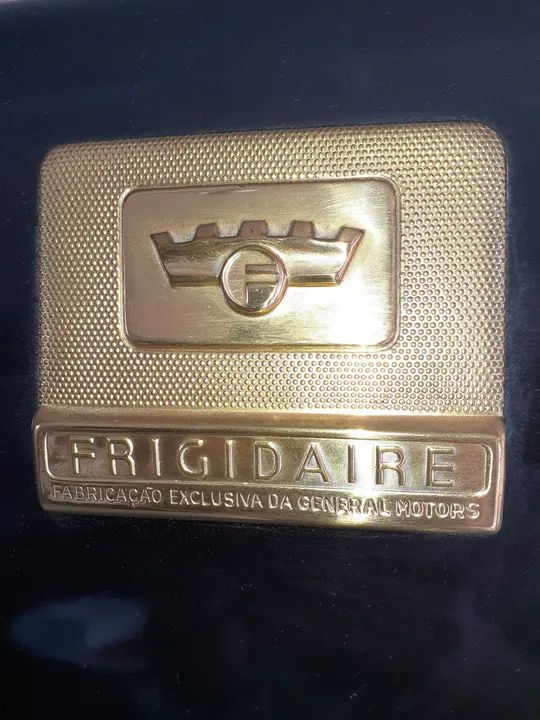 F
FRIGIDAIRE
FABRICAÇÃO EXCLUSIVA DA GENERAL MOTORS